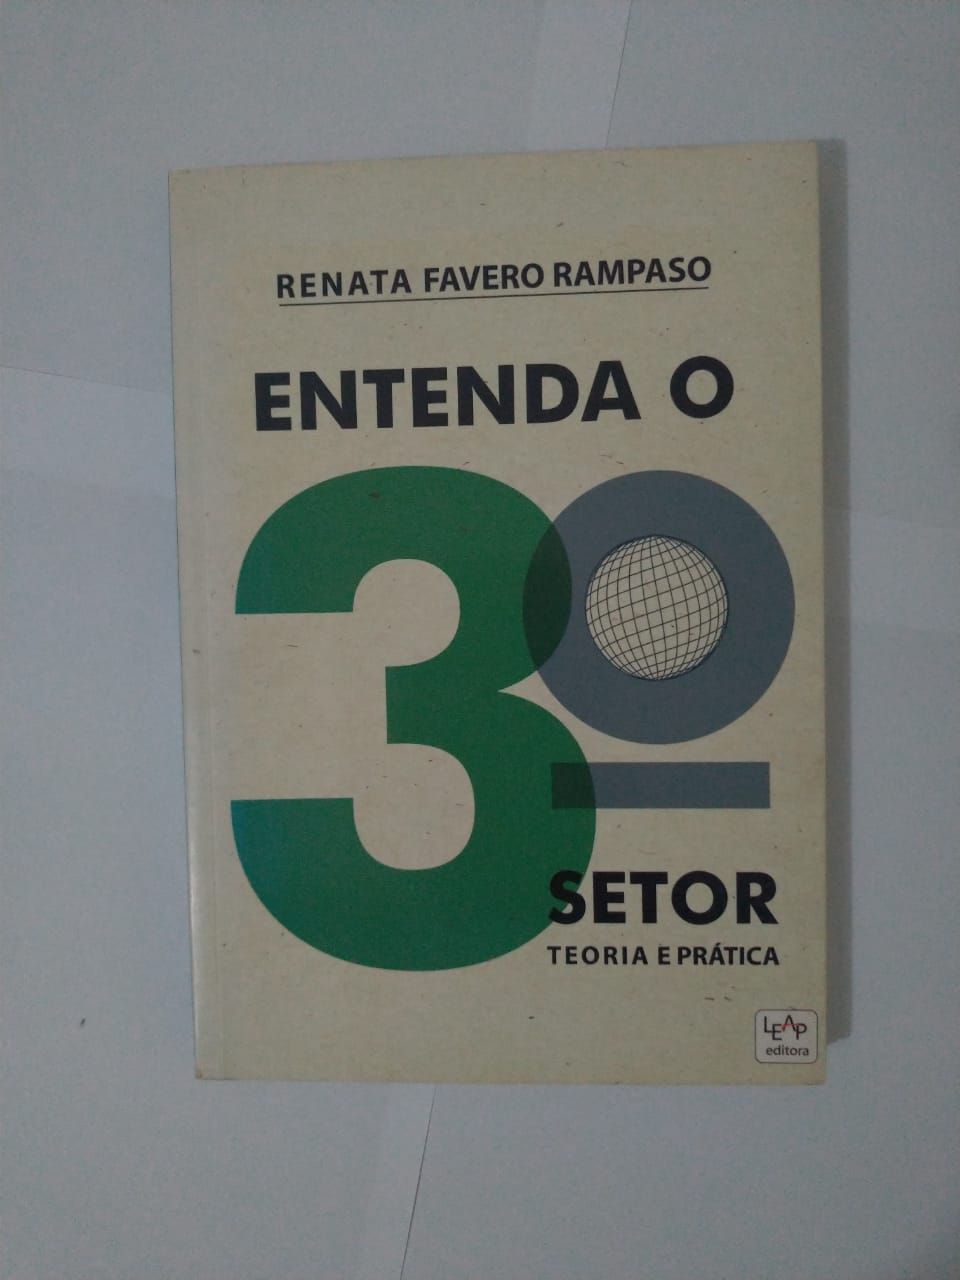 RENATA FAVERO RAMPASO
ENTENDA O
3º
SETOR
TEORIA E PRÁTICA
LEAP
editora